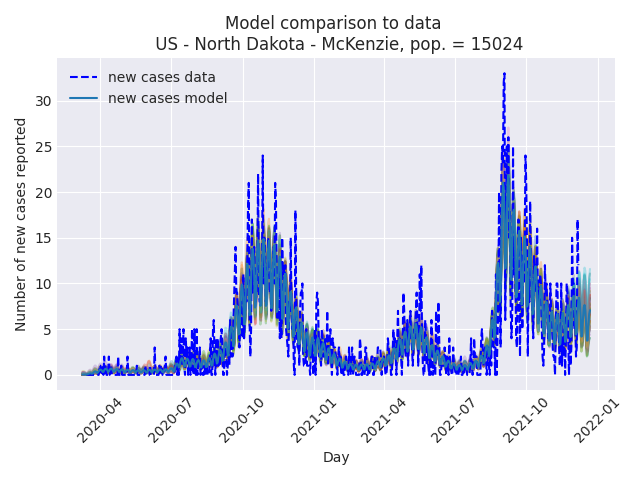 Model comparison to data
US - North Dakota - McKenzie, pop. = 15024
new cases data
new cases model
Number of new cases reported
30
25
20
15
10
5
0
2020-04
2020-07
2020-10
2021-01
2021-04
2021-07
2021-10
2022-01
Day